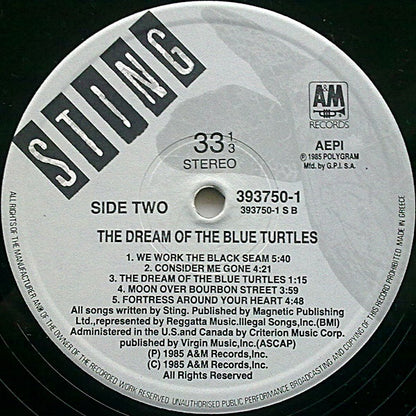 STING
A&M
RECORDS
33 1/3
STEREO
AEPI
℗ 1985 POLYGRAM
Mfd. by G.P.I. S.A.
SIDE TWO
393750-1
393750-1 S B
THE DREAM OF THE BLUE TURTLES
1. WE WORK THE BLACK SEAM 5:40
2. CONSIDER ME GONE 4:21
3. THE DREAM OF THE BLUE TURTLES 1:15
4. MOON OVER BOURBON STREET 3:59
5. FORTRESS AROUND YOUR HEART 4:48
All songs written by Sting. Published by Magnetic Publishing
Ltd.,represented by Reggatta Music.Illegal Songs,Inc.(BMI)
Administered in the U.S.and Canada by Criterion Music Corp.
published by Virgin Music,Inc.(ASCAP)
(P) 1985 A&M Records,Inc.
(C) 1985 A&M Records,Inc.
All Rights Reserved
ALL RIGHTS OF THE MANUFACTURER AND OF THE OWNER OF THE RECORDED WORK RESERVED. UNAUTHORISED PUBLIC PERFORMANCE BROADCASTING AND COPYING OF THIS RECORD PROHIBITED. MADE IN GREECE